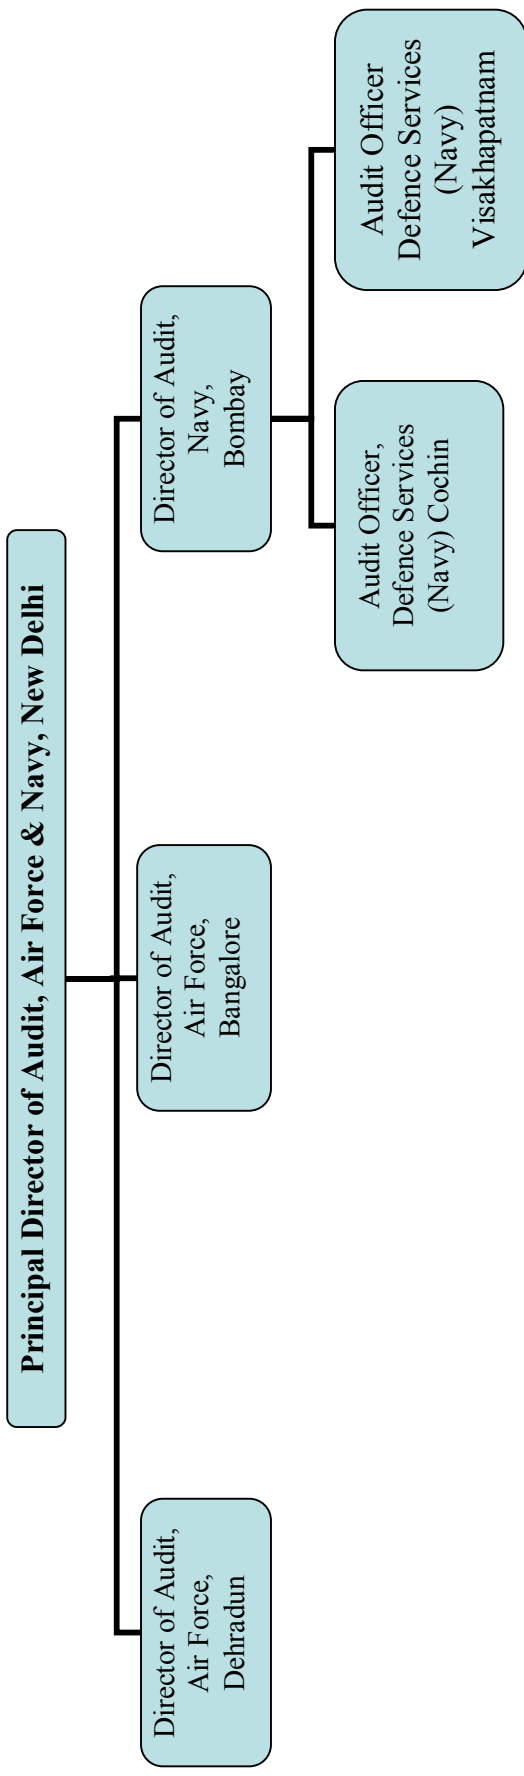 Principal Director of Audit, Air Force & Navy, New Delhi
Director of Audit,
Air Force,
Dehradun
Director of Audit,
Air Force,
Bangalore
Director of Audit,
Navy,
Bombay
Audit Officer,
Defence Services
(Navy) Cochin
Audit Officer
Defence Services
(Navy)
Visakhapatnam